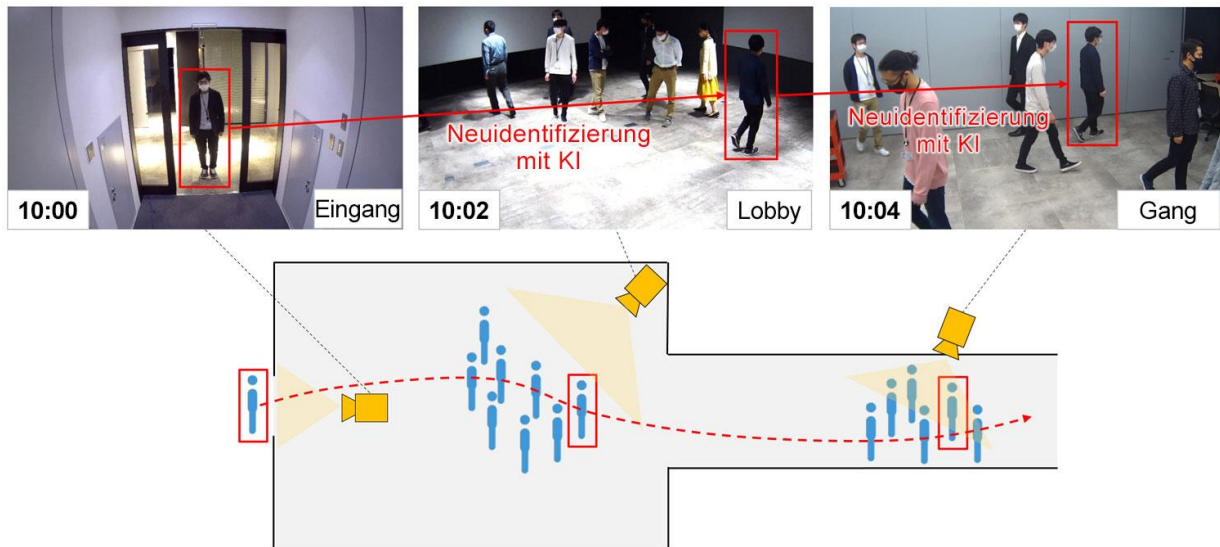 10:00
Eingang
Neuidentifizierung
mit KI
10:02
Lobby
Neuidentifizierung
mit KI
10:04
Gang